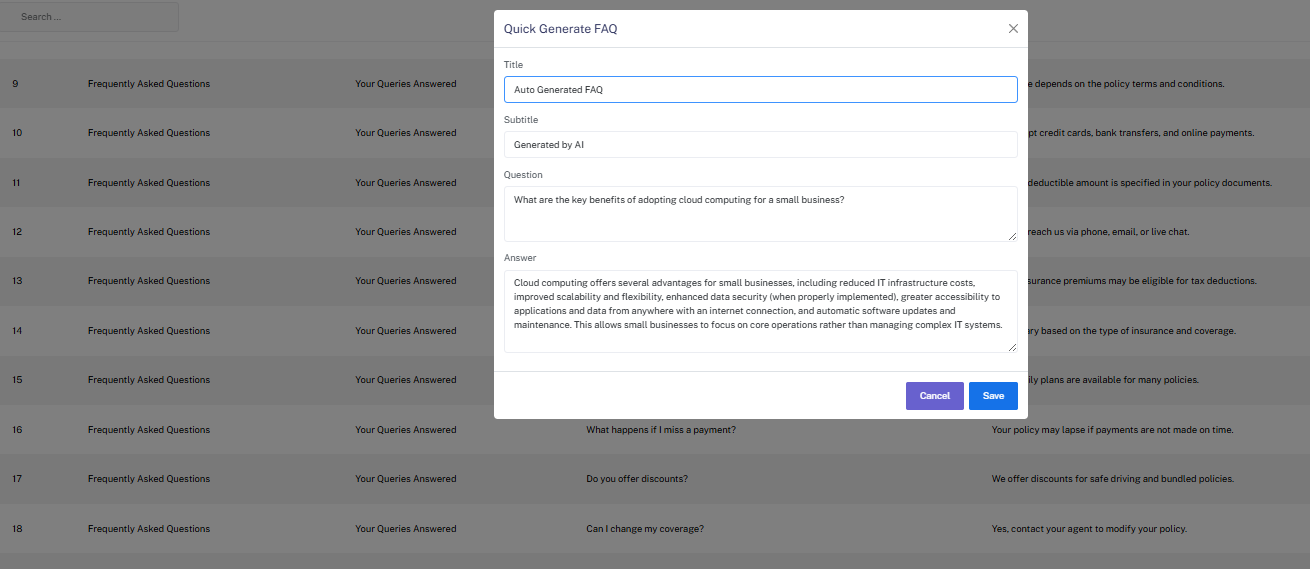 Search ...
Quick Generate FAQ
Title
Auto Generated FAQ
Subtitle
Generated by AI
Question
What are the key benefits of adopting cloud computing for a small business?
Answer
Cloud computing offers several advantages for small businesses, including reduced IT infrastructure costs,
improved scalability and flexibility, enhanced data security (when properly implemented), greater accessibility to
applications and data from anywhere with an internet connection, and automatic software updates and
maintenance. This allows small businesses to focus on core operations rather than managing complex IT systems.
Cancel Save
9 Frequently Asked Questions Your Queries Answered depends on the policy terms and conditions.
10 Frequently Asked Questions Your Queries Answered credit cards, bank transfers, and online payments.
11 Frequently Asked Questions Your Queries Answered deductible amount is specified in your policy documents.
12 Frequently Asked Questions Your Queries Answered reach us via phone, email, or live chat.
13 Frequently Asked Questions Your Queries Answered premiums may be eligible for tax deductions.
14 Frequently Asked Questions Your Queries Answered based on the type of insurance and coverage.
15 Frequently Asked Questions Your Queries Answered plans are available for many policies.
16 Frequently Asked Questions Your Queries Answered What happens if I miss a payment? Your policy may lapse if payments are not made on time.
17 Frequently Asked Questions Your Queries Answered Do you offer discounts? We offer discounts for safe driving and bundled policies.
18 Frequently Asked Questions Your Queries Answered Can I change my coverage? Yes, contact your agent to modify your policy.